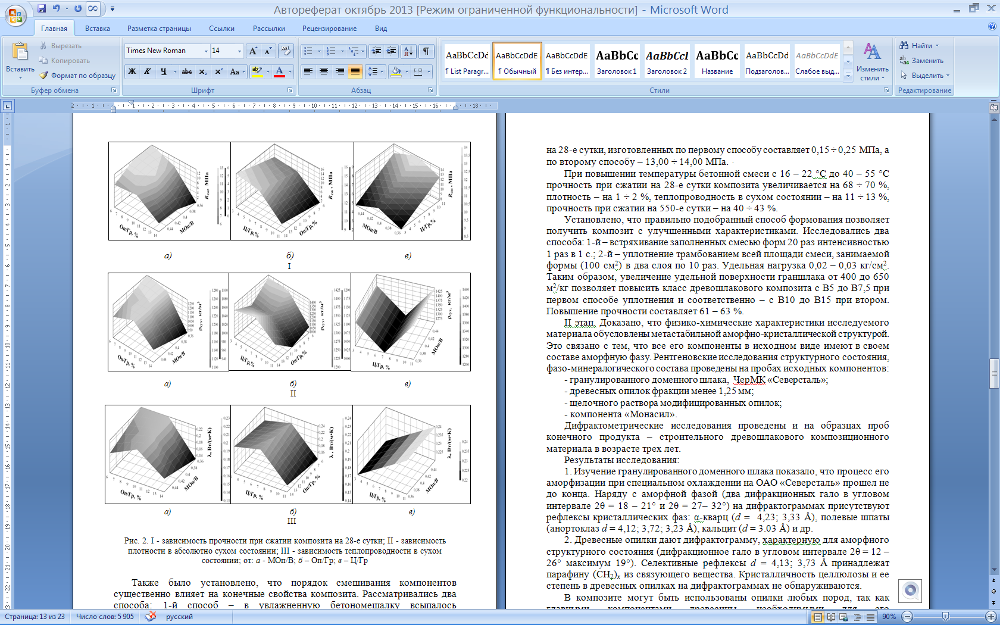 Автореферат октябрь 2013 [Режим ограниченной функциональности] - Microsoft Word
Главная Вставка Разметка страницы Ссылки Рассылки Рецензирование Вид
Вставить
Вырезать
Копировать
Формат по образцу
Буфер обмена
Times New Roman 14
Ж К Ч abc x₂ x² Aa
Шрифт
Абзац
AaBbCcDd AaBbCcDdE AaBbCcDdE AaBbCc AaBbCcI AaBbCc AaBbCcDd AaBbCcDdE
¶ List Paragr... ¶ Обычный ¶ Без интер... Заголовок 1 Заголовок 2 Название Подзаголов... Слабое выд...
Изменить стили
Стили
Найти
Заменить
Выделить
Редактирование
Rсж, МПа
Оп/Гр, %
МОп/В
Rсж, МПа
Ц/Гр,%
Оп/Гр,%
Rсж, МПа
МОп/В
Ц/Гр,%
а) б) в)
I
ρсух, кг/м³
Оп/Гр,%
МОп/В
ρсух, кг/м³
Ц/Гр,%
Оп/Гр,%
ρсух, кг/м³
Ц/Гр, %
МОп/В
а) б) в)
II
λ, Вт/(м•К)
Оп/Гр, %
МОп/В
λ, Вт/(м•К)
Ц/Гр, %
Оп/Гр, %
λ, Вт/(м•К)
Ц/Гр, %
МОп/В
а) б) в)
III
Рис. 2. I - зависимость прочности при сжатии композита на 28-е сутки; II - зависимость
плотности в абсолютно сухом состоянии; III - зависимость теплопроводности в сухом
состоянии; от: а - МОп/В; б – Оп/Гр; в – Ц/Гр
Также было установлено, что порядок смешивания компонентов
существенно влияет на конечные свойства композита. Рассматривались два
способа: 1-й способ – в увлажненную бетономешалку всыпалось
на 28-е сутки, изготовленных по первому способу составляет 0,15 ÷ 0,25 МПа, а
по второму способу – 13,00 ÷ 14,00 МПа.
При повышении температуры бетонной смеси с 16 – 22 °С до 40 – 55 °С
прочность при сжатии на 28-е сутки композита увеличивается на 68 ÷ 70 %,
плотность – на 1 ÷ 2 %, теплопроводность в сухом состоянии – на 11 ÷ 13 %,
прочность при сжатии на 550-е сутки – на 40 ÷ 43 %.
Установлено, что правильно подобранный способ формования позволяет
получить композит с улучшенными характеристиками. Исследовались два
способа: 1-й – встряхивание заполненных смесью форм 20 раз интенсивностью
1 раз в 1 с.; 2-й – уплотнение трамбованием всей площади смеси, занимаемой
формы (100 см²) в два слоя по 10 раз. Удельная нагрузка 0,02 – 0,03 кг/см².
Таким образом, увеличение удельной поверхности граншлака от 400 до 650
м²/кг позволяет повысить класс древошлакового композита с В5 до В7,5 при
первом способе уплотнения и соответственно – с В10 до В15 при втором.
Повышение прочности составляет 61 – 63 %.
II этап. Доказано, что физико-химические характеристики исследуемого
материала обусловлены метастабильной аморфно-кристаллической структурой.
Это связано с тем, что все его компоненты в исходном виде имеют в своем
составе аморфную фазу. Рентгеновские исследования структурного состояния,
фазо-минералогического состава проведены на пробах исходных компонентов:
- гранулированного доменного шлака, ЧерМК «Северсталь»;
- древесных опилок фракции менее 1,25 мм;
- щелочного раствора модифицированных опилок;
- компонента «Монасил».
Дифрактометрические исследования проведены и на образцах проб
конечного продукта – строительного древошлакового композиционного
материала в возрасте трех лет.
Результаты исследования:
1. Изучение гранулированного доменного шлака показало, что процесс его
аморфизации при специальном охлаждении на ОАО «Северсталь» прошел не
до конца. Наряду с аморфной фазой (два дифракционных гало в угловом
интервале 2θ = 18 – 21° и 2θ = 27– 32°) на дифрактограммах присутствуют
рефлексы кристаллических фаз: α-кварц (d = 4,23; 3,33 Å), полевые шпаты
(анортоклаз d = 4,12; 3,72; 3,23 Å), кальцит (d = 3.03 Å) и др.
2. Древесные опилки дают дифрактограмму, характерную для аморфного
структурного состояния (дифракционное гало в угловом интервале 2θ = 12 –
26° максимум 19°). Селективные рефлексы d = 4,13; 3,73 Å принадлежат
парафину (CH₂)ₓ из связующего вещества. Кристалличность целлюлозы и ее
степень в древесных опилках на дифрактограммах не обнаруживаются.
В композите могут быть использованы опилки любых пород, так как
главными компонентами древесины, необходимыми для его
Страница: 13 из 23 Число слов: 5 905 русский 90%